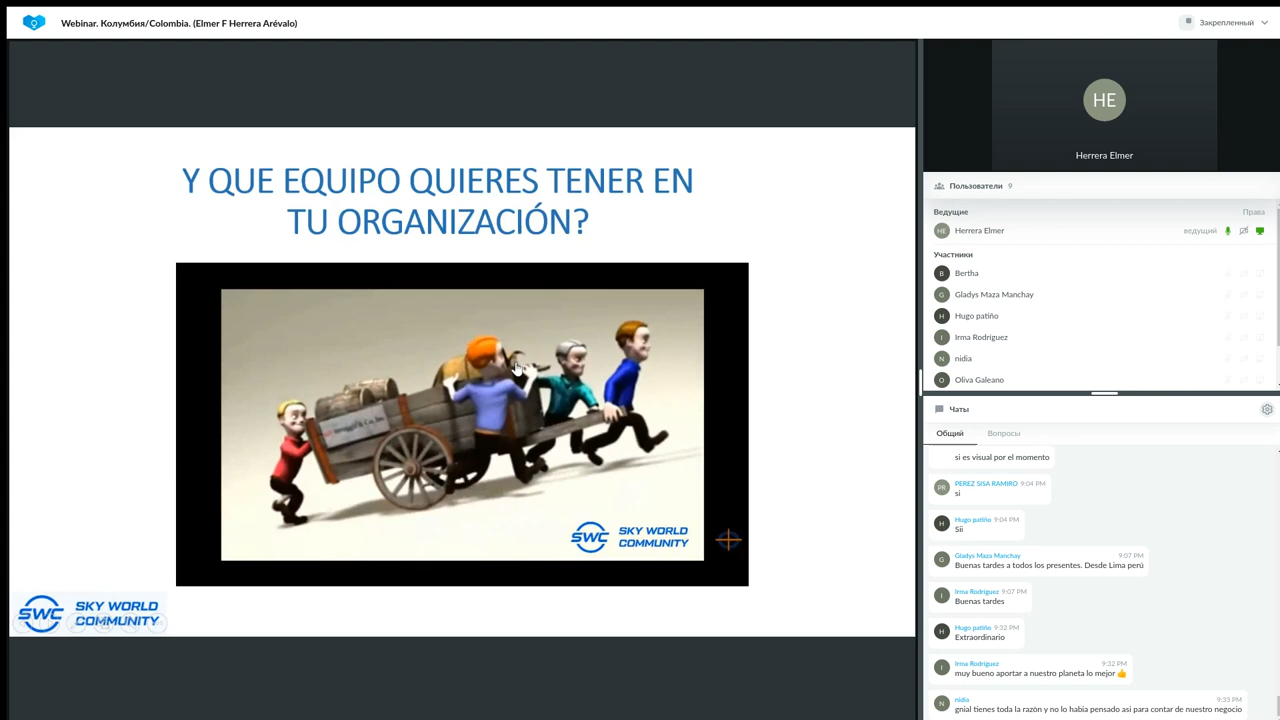 Webinar. Колумбия/Colombia. (Elmer F Herrera Arévalo)
Закрепленный
Y QUE EQUIPO QUIERES TENER EN
TU ORGANIZACIÓN?
SWC SKY WORLD
COMMUNITY
SWC SKY WORLD
COMMUNITY
HE
Herrera Elmer
Пользователи 9
Ведущие Права
HE Herrera Elmer ведущий
Участники
B Bertha
G Gladys Maza Manchay
H Hugo patiño
I Irma Rodríguez
N nidia
O Oliva Galeano
Чаты
Общий Вопросы
si es visual por el momento
PR PEREZ SISA RAMIRO 9:04 PM
si
H Hugo patiño 9:04 PM
Sii
G Gladys Maza Manchay 9:07 PM
Buenas tardes a todos los presentes. Desde Lima perú
I Irma Rodríguez 9:07 PM
Buenas tardes
H Hugo patiño 9:32 PM
Extraordinario
I Irma Rodríguez 9:32 PM
muy bueno aportar a nuestro planeta lo mejor 👍
N nidia 9:33 PM
gnial tienes toda la razón y no lo habia pensado asi para contar de nuestro negocio